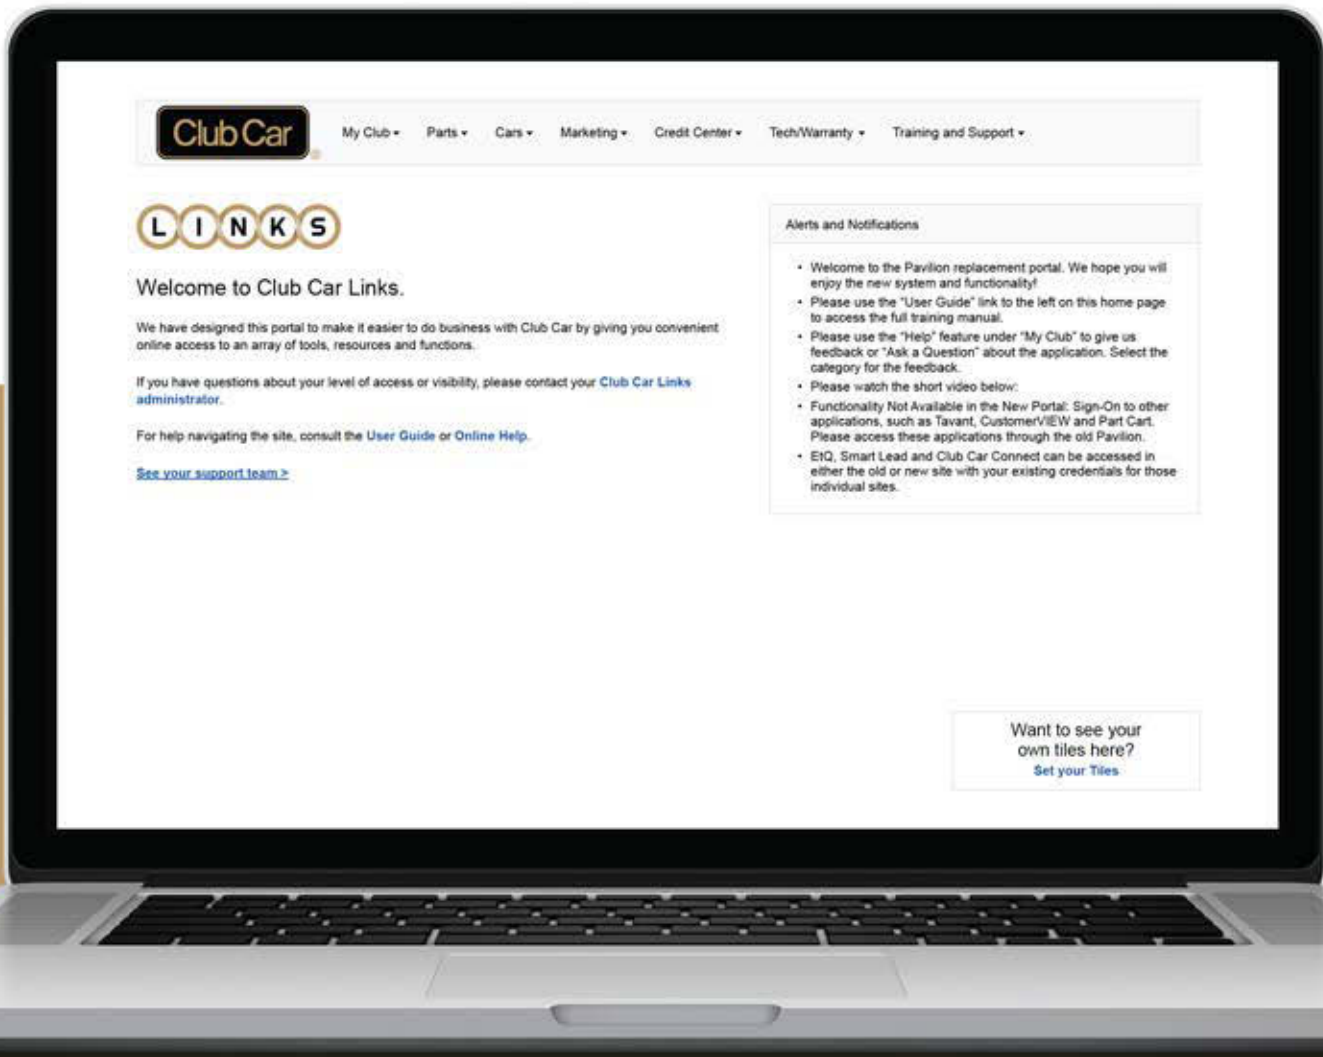 Club Car
My Club Parts Cars Marketing Credit Center Tech/Warranty Training and Support
LINKS
Welcome to Club Car Links.
We have designed this portal to make it easier to do business with Club Car by giving you convenient
online access to an array of tools, resources and functions.
If you have questions about your level of access or visibility, please contact your Club Car Links
administrator.
For help navigating the site, consult the User Guide or Online Help.
See your support team >
Alerts and Notifications
• Welcome to the Pavilion replacement portal. We hope you will
enjoy the new system and functionality!
• Please use the "User Guide" link to the left on this home page
to access the full training manual.
• Please use the "Help" feature under "My Club" to give us
feedback or "Ask a Question" about the application. Select the
category for the feedback.
• Please watch the short video below:
• Functionality Not Available in the New Portal: Sign-On to other
applications, such as Tavant, CustomerVIEW and Part Cart.
Please access these applications through the old Pavilion.
• EtQ, Smart Lead and Club Car Connect can be accessed in
either the old or new site with your existing credentials for those
individual sites.
Want to see your
own tiles here?
Set your Tiles